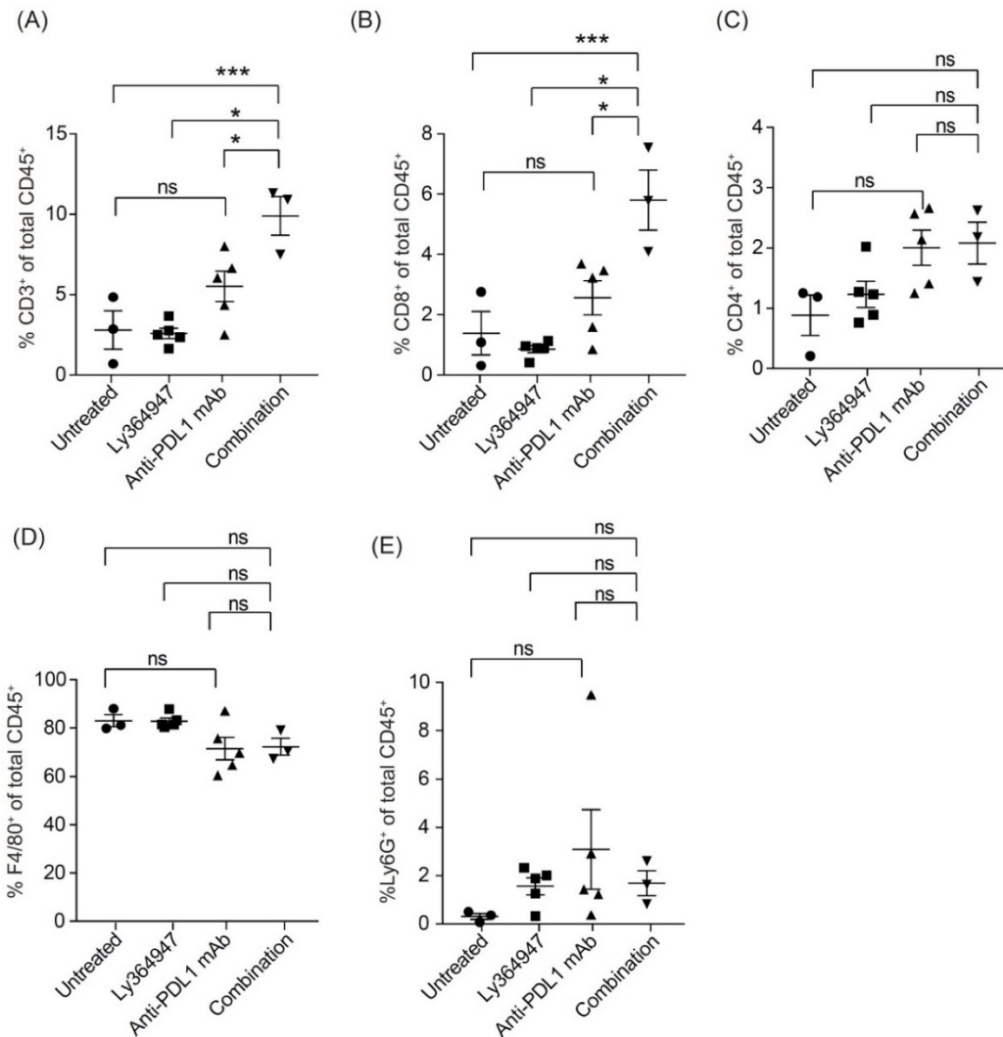 (A)
***
*
*
ns
% CD3⁺ of total CD45⁺
15
10
5
0
Untreated
Ly364947
Anti-PDL1 mAb
Combination
(B)
***
*
*
ns
% CD8⁺ of total CD45⁺
8
6
4
2
0
Untreated
Ly364947
Anti-PDL1 mAb
Combination
(C)
ns
ns
ns
ns
% CD4⁺ of total CD45⁺
4
3
2
1
0
Untreated
Ly364947
Anti-PDL1 mAb
Combination
(D)
ns
ns
ns
ns
% F4/80⁺ of total CD45⁺
100
80
60
40
20
0
Untreated
Ly364947
Anti-PDL1 mAb
Combination
(E)
ns
ns
ns
ns
%Ly6G⁺ of total CD45⁺
10
8
6
4
2
0
Untreated
Ly364947
Anti-PDL1 mAb
Combination